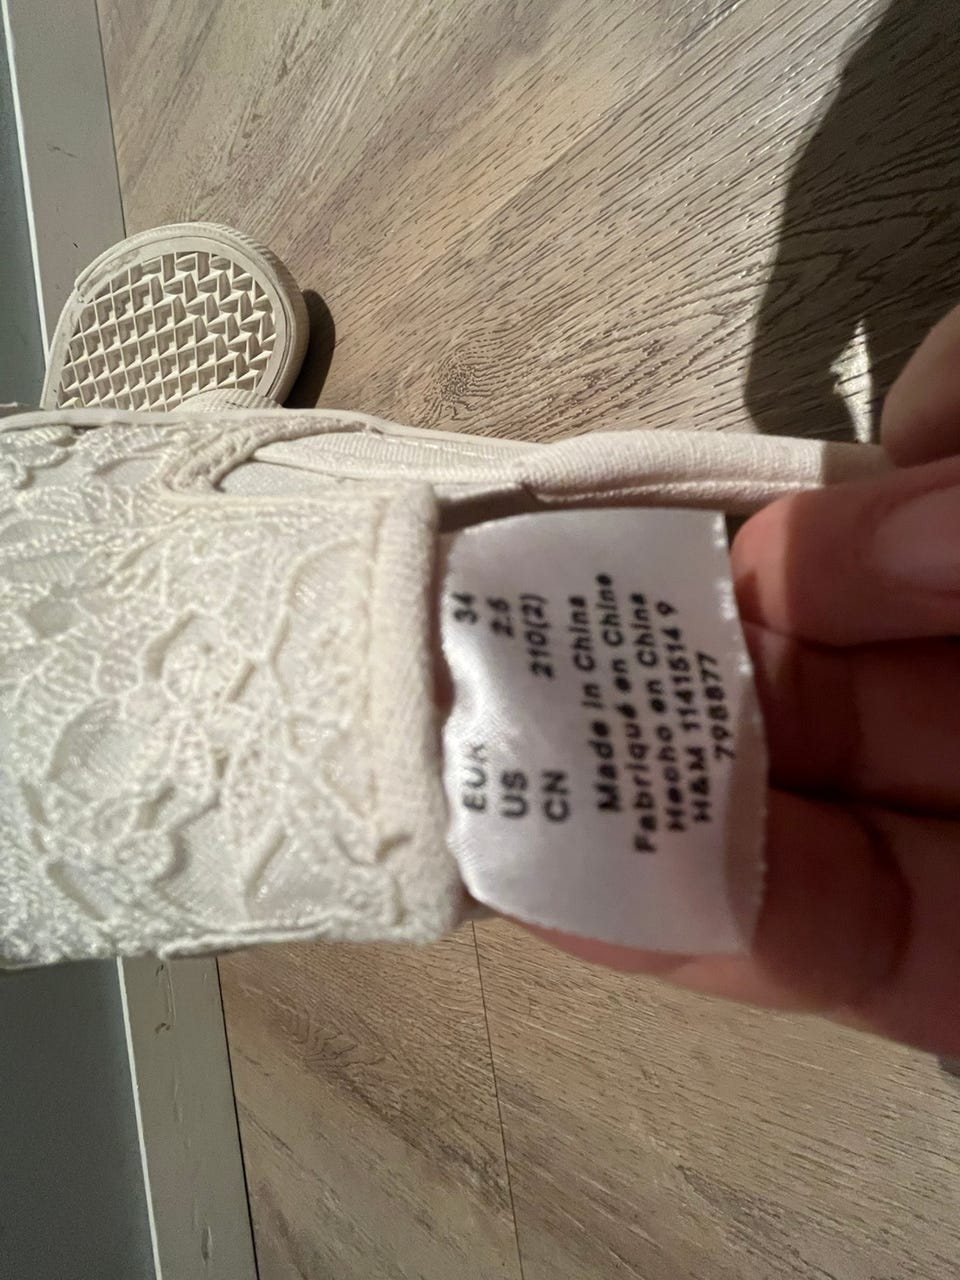 EUR 34
US 2.5
CN 210(2)
Made in China
Fabriqué en Chine
Hecho en China
H&M 1141514 9
798877